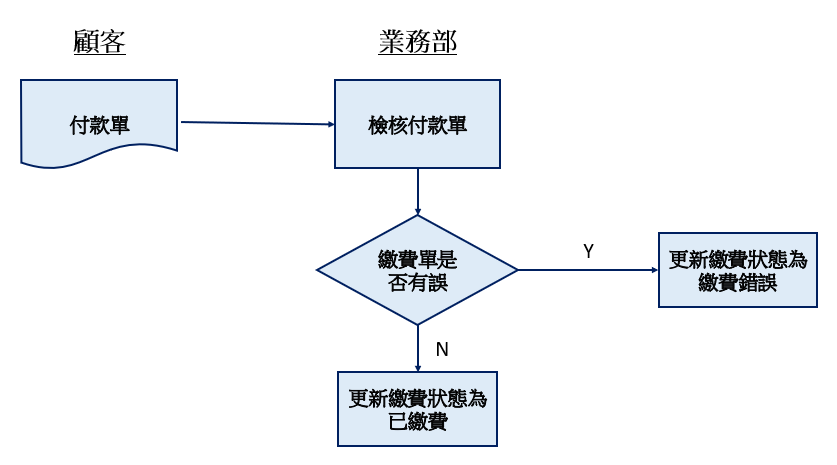 顧客
業務部
付款單
檢核付款單
繳費單是
否有誤
Y
更新繳費狀態為
繳費錯誤
N
更新繳費狀態為
已繳費